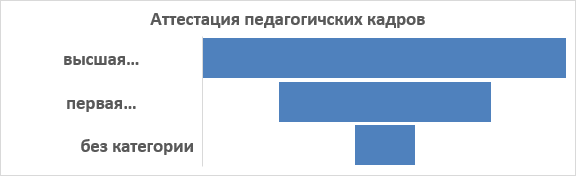 Аттестация педагогичских кадров
высшая...
первая...
без категории